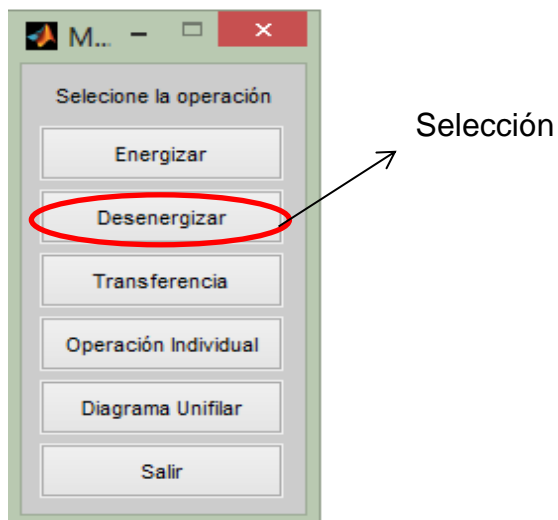 M...
Selecione la operación
Selección
Energizar
Desenergizar
Transferencia
Operación Individual
Diagrama Unifilar
Salir